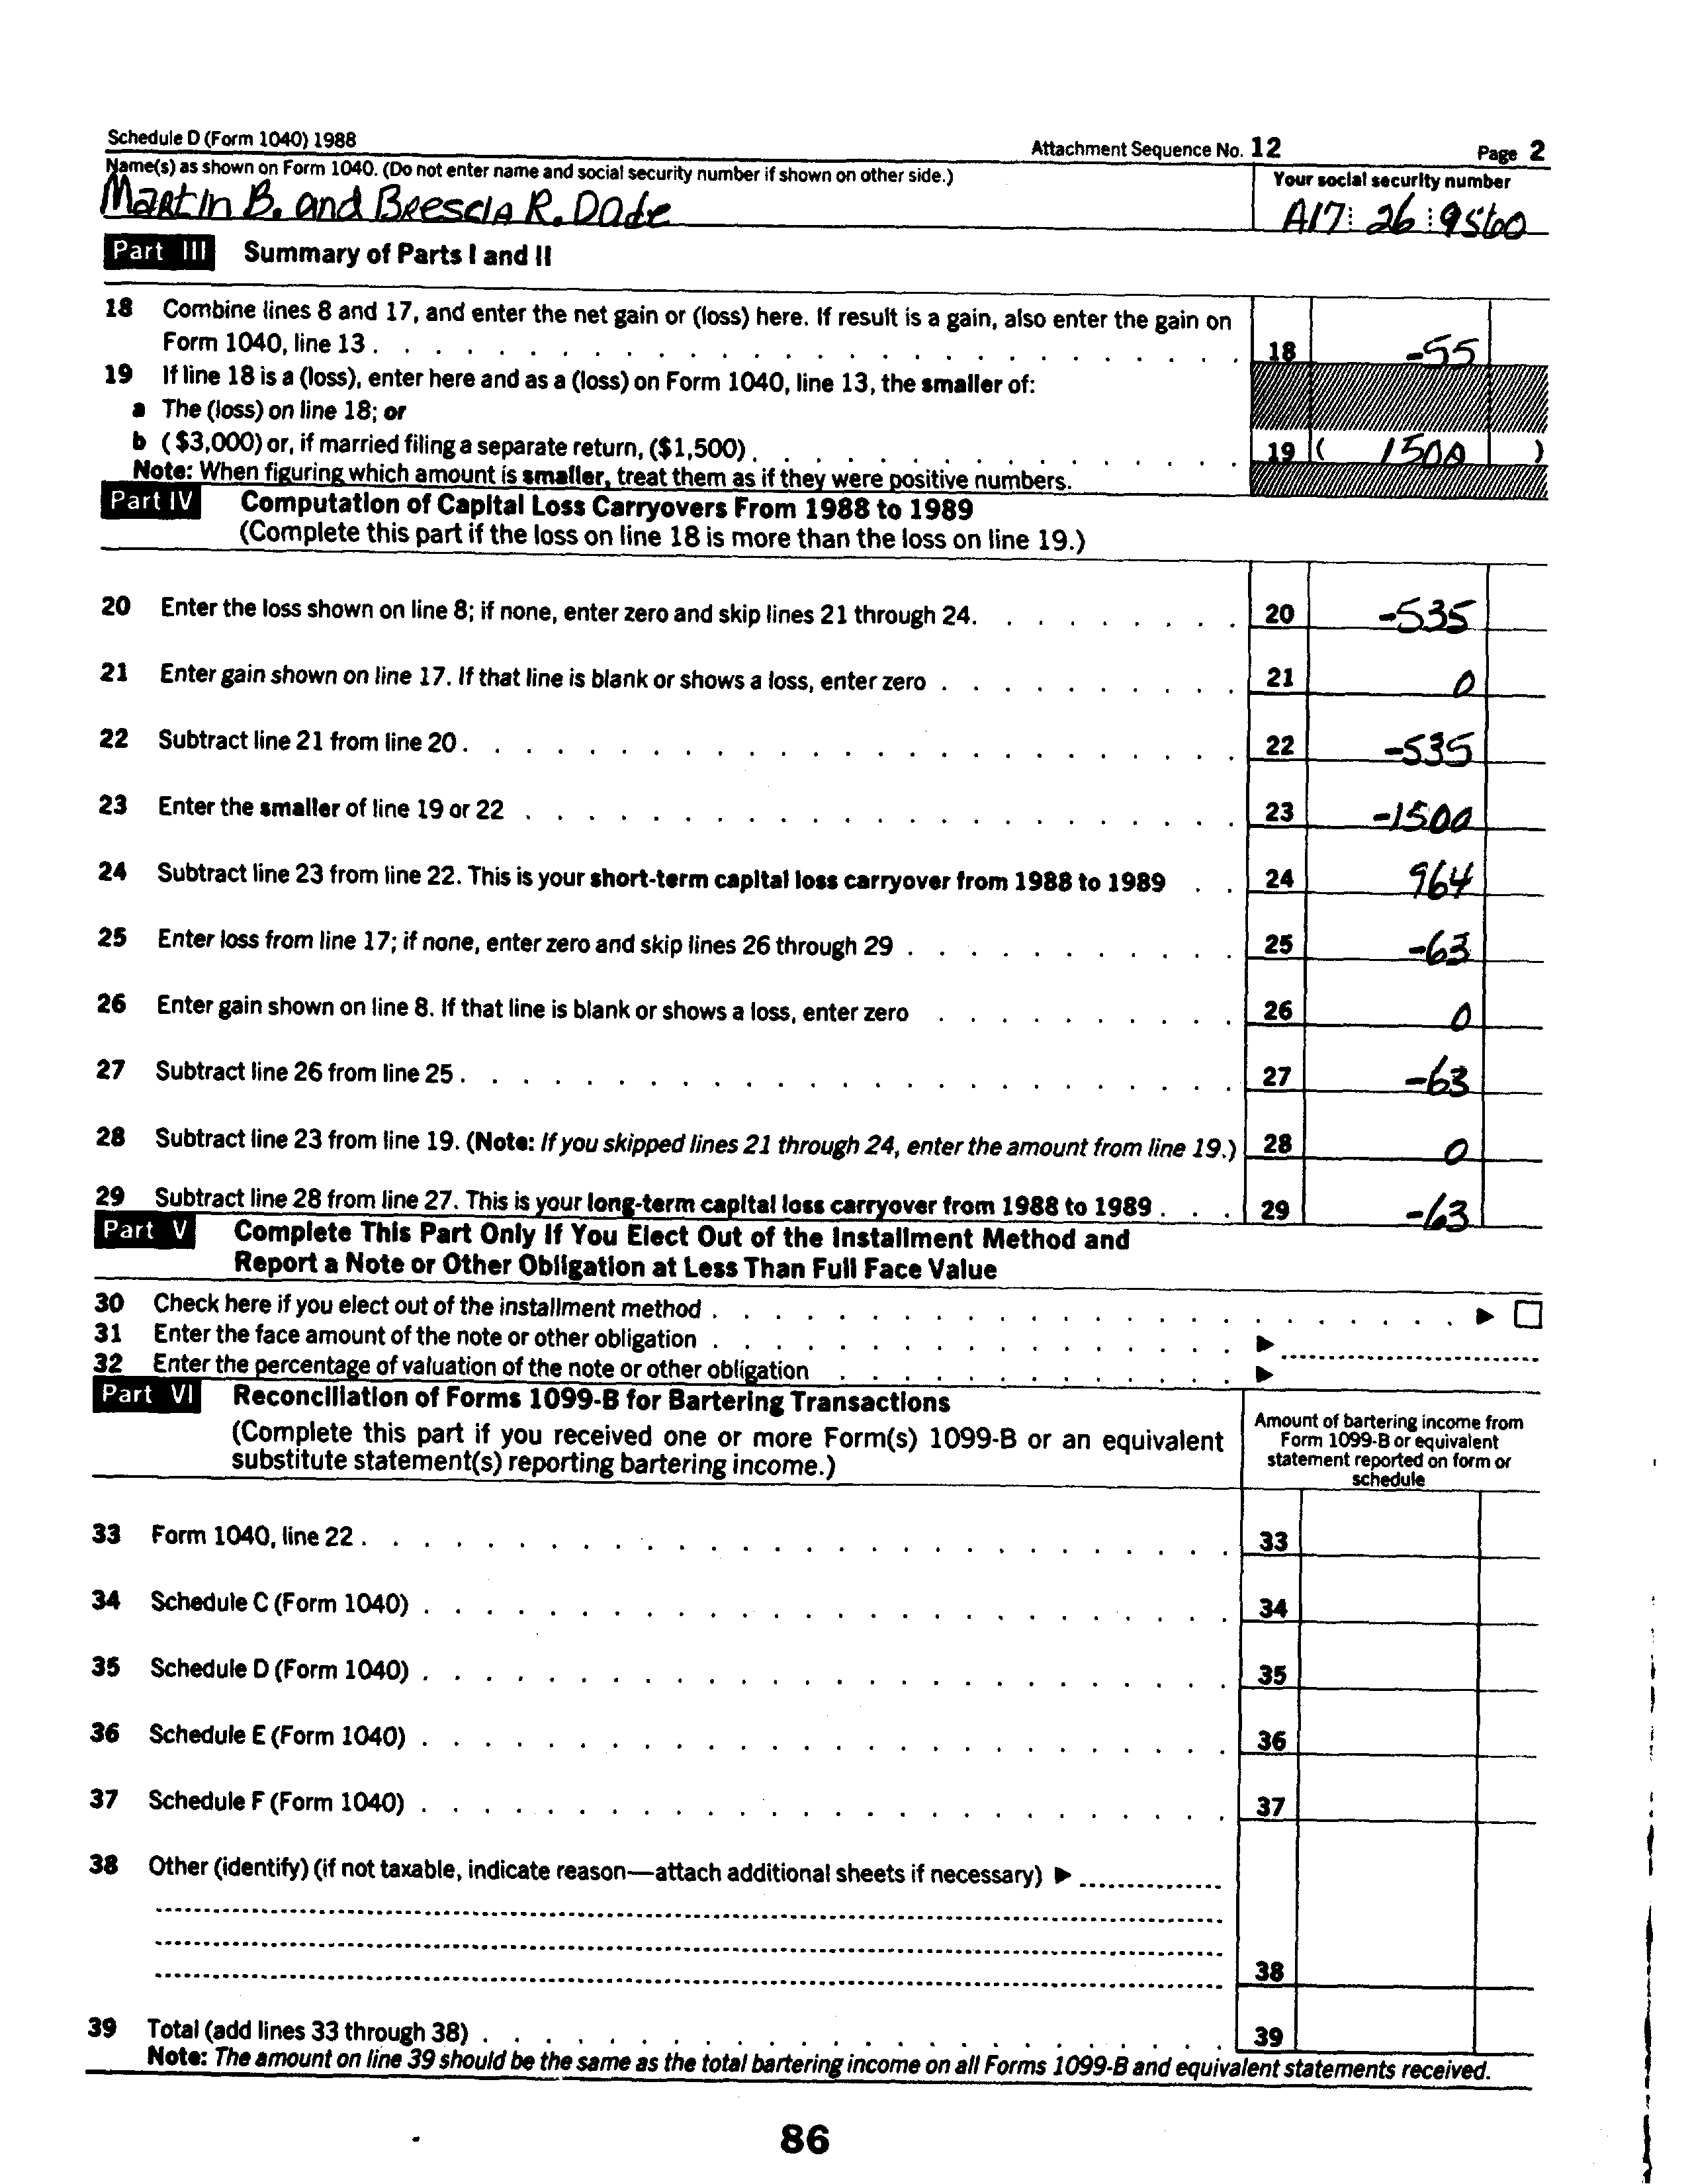 Schedule D (Form 1040) 1988 Attachment Sequence No. 12 Page 2
Name(s) as shown on Form 1040. (Do not enter name and social security number if shown on other side.) Your social security number
Martin B. and Brescia R. Dade A17 26 9560
Part III Summary of Parts I and II
18 Combine lines 8 and 17, and enter the net gain or (loss) here. If result is a gain, also enter the gain on
Form 1040, line 13 . 18 -55
19 If line 18 is a (loss), enter here and as a (loss) on Form 1040, line 13, the smaller of:
a The (loss) on line 18; or
b ($3,000) or, if married filing a separate return, ($1,500) . 19 ( 1500 )
Note: When figuring which amount is smaller, treat them as if they were positive numbers.
Part IV Computation of Capital Loss Carryovers From 1988 to 1989
(Complete this part if the loss on line 18 is more than the loss on line 19.)
20 Enter the loss shown on line 8; if none, enter zero and skip lines 21 through 24. 20 -535
21 Enter gain shown on line 17. If that line is blank or shows a loss, enter zero . 21 0
22 Subtract line 21 from line 20 . 22 -535
23 Enter the smaller of line 19 or 22 . 23 -1500
24 Subtract line 23 from line 22. This is your short-term capital loss carryover from 1988 to 1989 . 24 964
25 Enter loss from line 17; if none, enter zero and skip lines 26 through 29 . 25 -63
26 Enter gain shown on line 8. If that line is blank or shows a loss, enter zero . 26 0
27 Subtract line 26 from line 25 . 27 -63
28 Subtract line 23 from line 19. (Note: If you skipped lines 21 through 24, enter the amount from line 19.) 28 0
29 Subtract line 28 from line 27. This is your long-term capital loss carryover from 1988 to 1989 . 29 -63
Part V Complete This Part Only If You Elect Out of the Installment Method and
Report a Note or Other Obligation at Less Than Full Face Value
30 Check here if you elect out of the installment method . ▶ ☐
31 Enter the face amount of the note or other obligation . ▶
32 Enter the percentage of valuation of the note or other obligation . ▶
Part VI Reconciliation of Forms 1099-B for Bartering Transactions
(Complete this part if you received one or more Form(s) 1099-B or an equivalent
substitute statement(s) reporting bartering income.)
Amount of bartering income from
Form 1099-B or equivalent
statement reported on form or
schedule
33 Form 1040, line 22 . 33
34 Schedule C (Form 1040) . 34
35 Schedule D (Form 1040) . 35
36 Schedule E (Form 1040) . 36
37 Schedule F (Form 1040) . 37
38 Other (identify) (if not taxable, indicate reason—attach additional sheets if necessary) ▶
38
39 Total (add lines 33 through 38) . 39
Note: The amount on line 39 should be the same as the total bartering income on all Forms 1099-B and equivalent statements received.
86